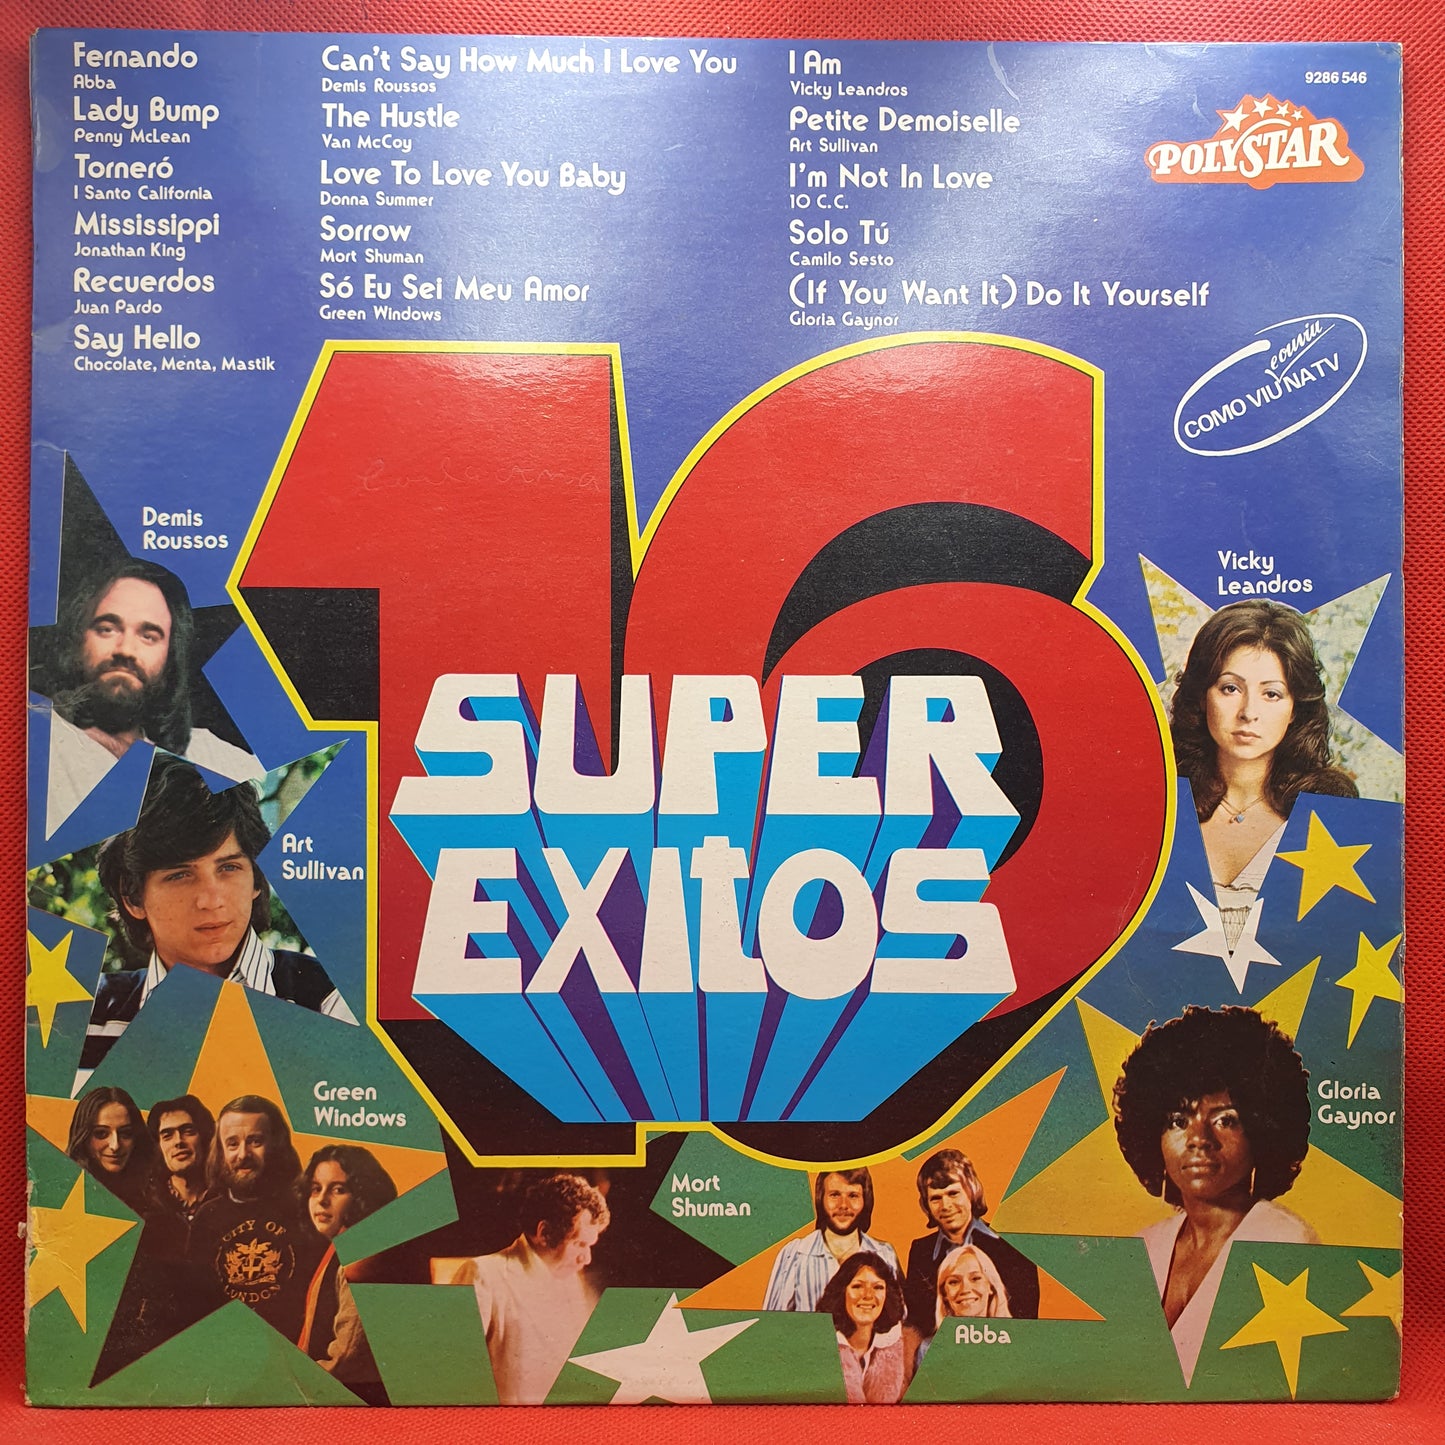 Fernando
Abba
Lady Bump
Penny McLean
Torneró
I Santo California
Mississippi
Jonathan King
Recuerdos
Juan Pardo
Say Hello
Chocolate, Menta, Mastik
Can't Say How Much I Love You
Demis Roussos
The Hustle
Van McCoy
Love To Love You Baby
Donna Summer
Sorrow
Mort Shuman
Só Eu Sei Meu Amor
Green Windows
I Am
Vicky Leandros
Petite Demoiselle
Art Sullivan
I'm Not In Love
10 C.C.
Solo Tú
Camilo Sesto
(If You Want It) Do It Yourself
Gloria Gaynor
9286 546
POLYSTAR
e ouviu
COMO VIU NA TV
16
SUPER
EXITOS
Demis
Roussos
Vicky
Leandros
Art
Sullivan
Green
Windows
CITY OF
LONDON
Mort
Shuman
Abba
Gloria
Gaynor